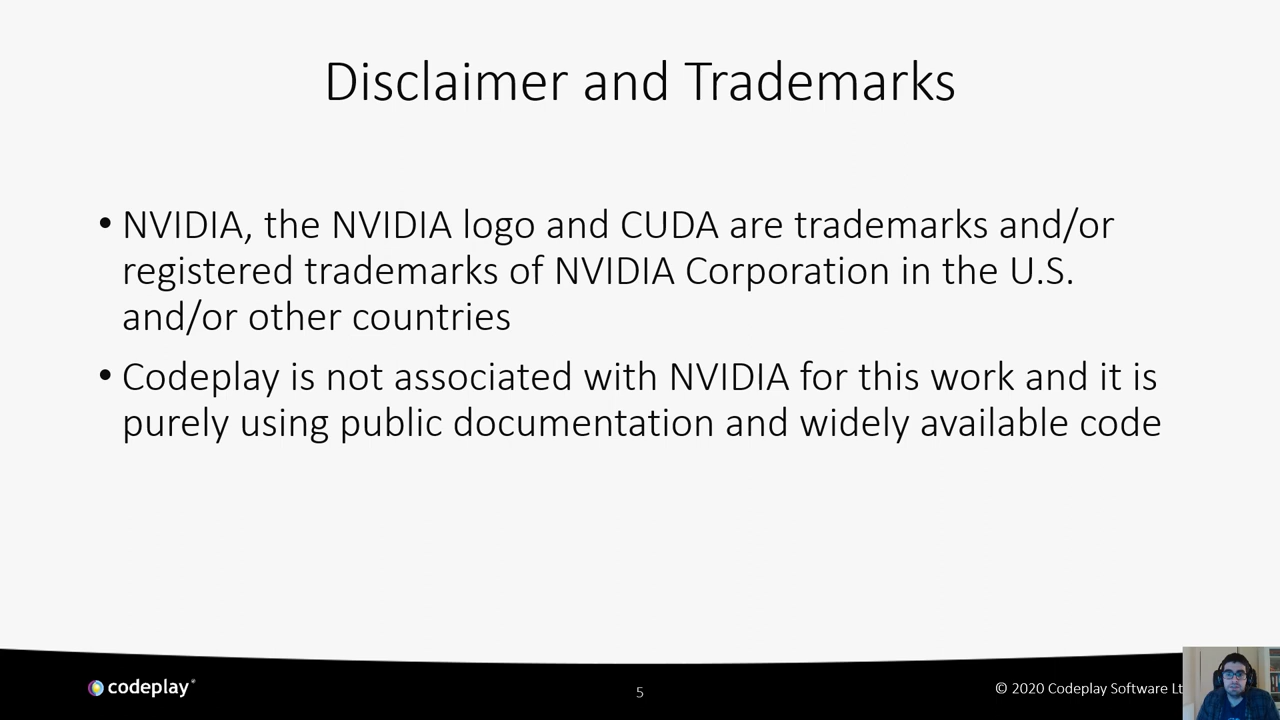 Disclaimer and Trademarks
• NVIDIA, the NVIDIA logo and CUDA are trademarks and/or
registered trademarks of NVIDIA Corporation in the U.S.
and/or other countries
• Codeplay is not associated with NVIDIA for this work and it is
purely using public documentation and widely available code
codeplay®
5
© 2020 Codeplay Software Lt